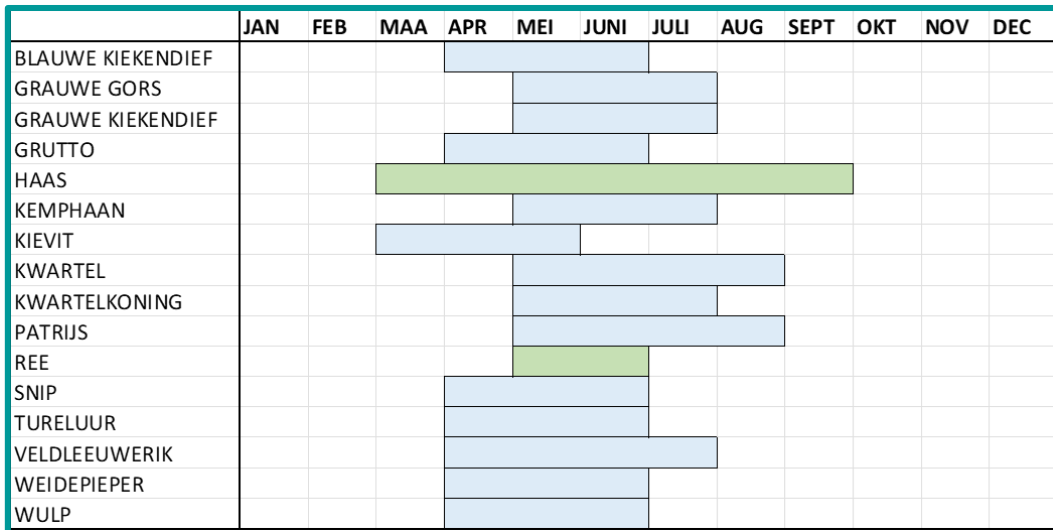 JAN FEB MAA APR MEI JUNI JULI AUG SEPT OKT NOV DEC
BLAUWE KIEKENDIEF
GRAUWE GORS
GRAUWE KIEKENDIEF
GRUTTO
HAAS
KEMPHAAN
KIEVIT
KWARTEL
KWARTELKONING
PATRIJS
REE
SNIP
TURELUUR
VELDLEEUWERIK
WEIDEPIEPER
WULP